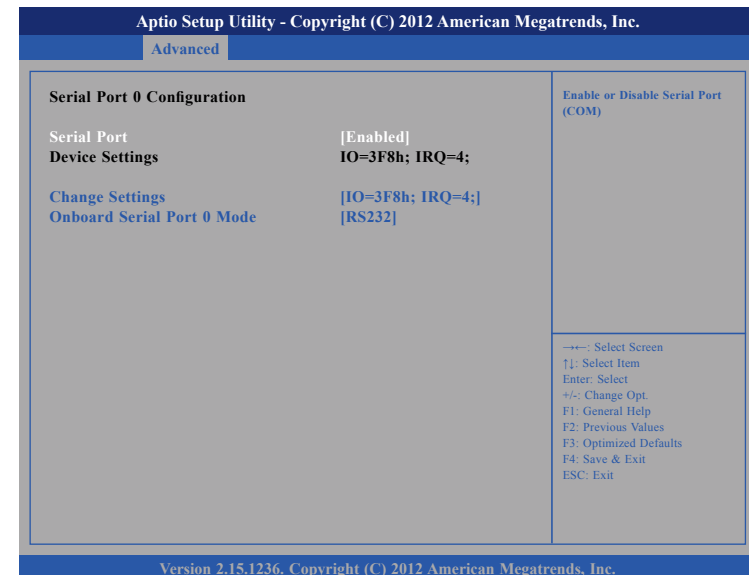 Aptio Setup Utility - Copyright (C) 2012 American Megatrends, Inc.
Advanced
Serial Port 0 Configuration
Serial Port [Enabled]
Device Settings IO=3F8h; IRQ=4;
Change Settings [IO=3F8h; IRQ=4;]
Onboard Serial Port 0 Mode [RS232]
Enable or Disable Serial Port
(COM)
→←: Select Screen
↑↓: Select Item
Enter: Select
+/-: Change Opt.
F1: General Help
F2: Previous Values
F3: Optimized Defaults
F4: Save & Exit
ESC: Exit
Version 2.15.1236. Copyright (C) 2012 American Megatrends, Inc.